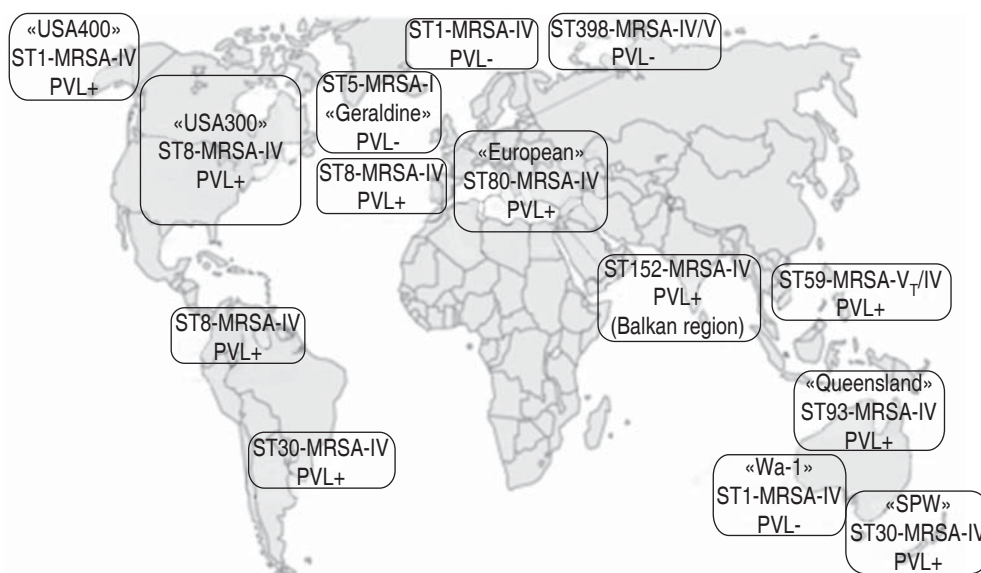 «USA400»
ST1-MRSA-IV
PVL+
ST1-MRSA-IV
PVL-
ST398-MRSA-IV/V
PVL-
«USA300»
ST8-MRSA-IV
PVL+
ST5-MRSA-I
«Geraldine»
PVL-
ST8-MRSA-IV
PVL+
«European»
ST80-MRSA-IV
PVL+
ST152-MRSA-IV
PVL+
(Balkan region)
ST59-MRSA-V_T/IV
PVL+
ST8-MRSA-IV
PVL+
«Queensland»
ST93-MRSA-IV
PVL+
ST30-MRSA-IV
PVL+
«Wa-1»
ST1-MRSA-IV
PVL-
«SPW»
ST30-MRSA-IV
PVL+